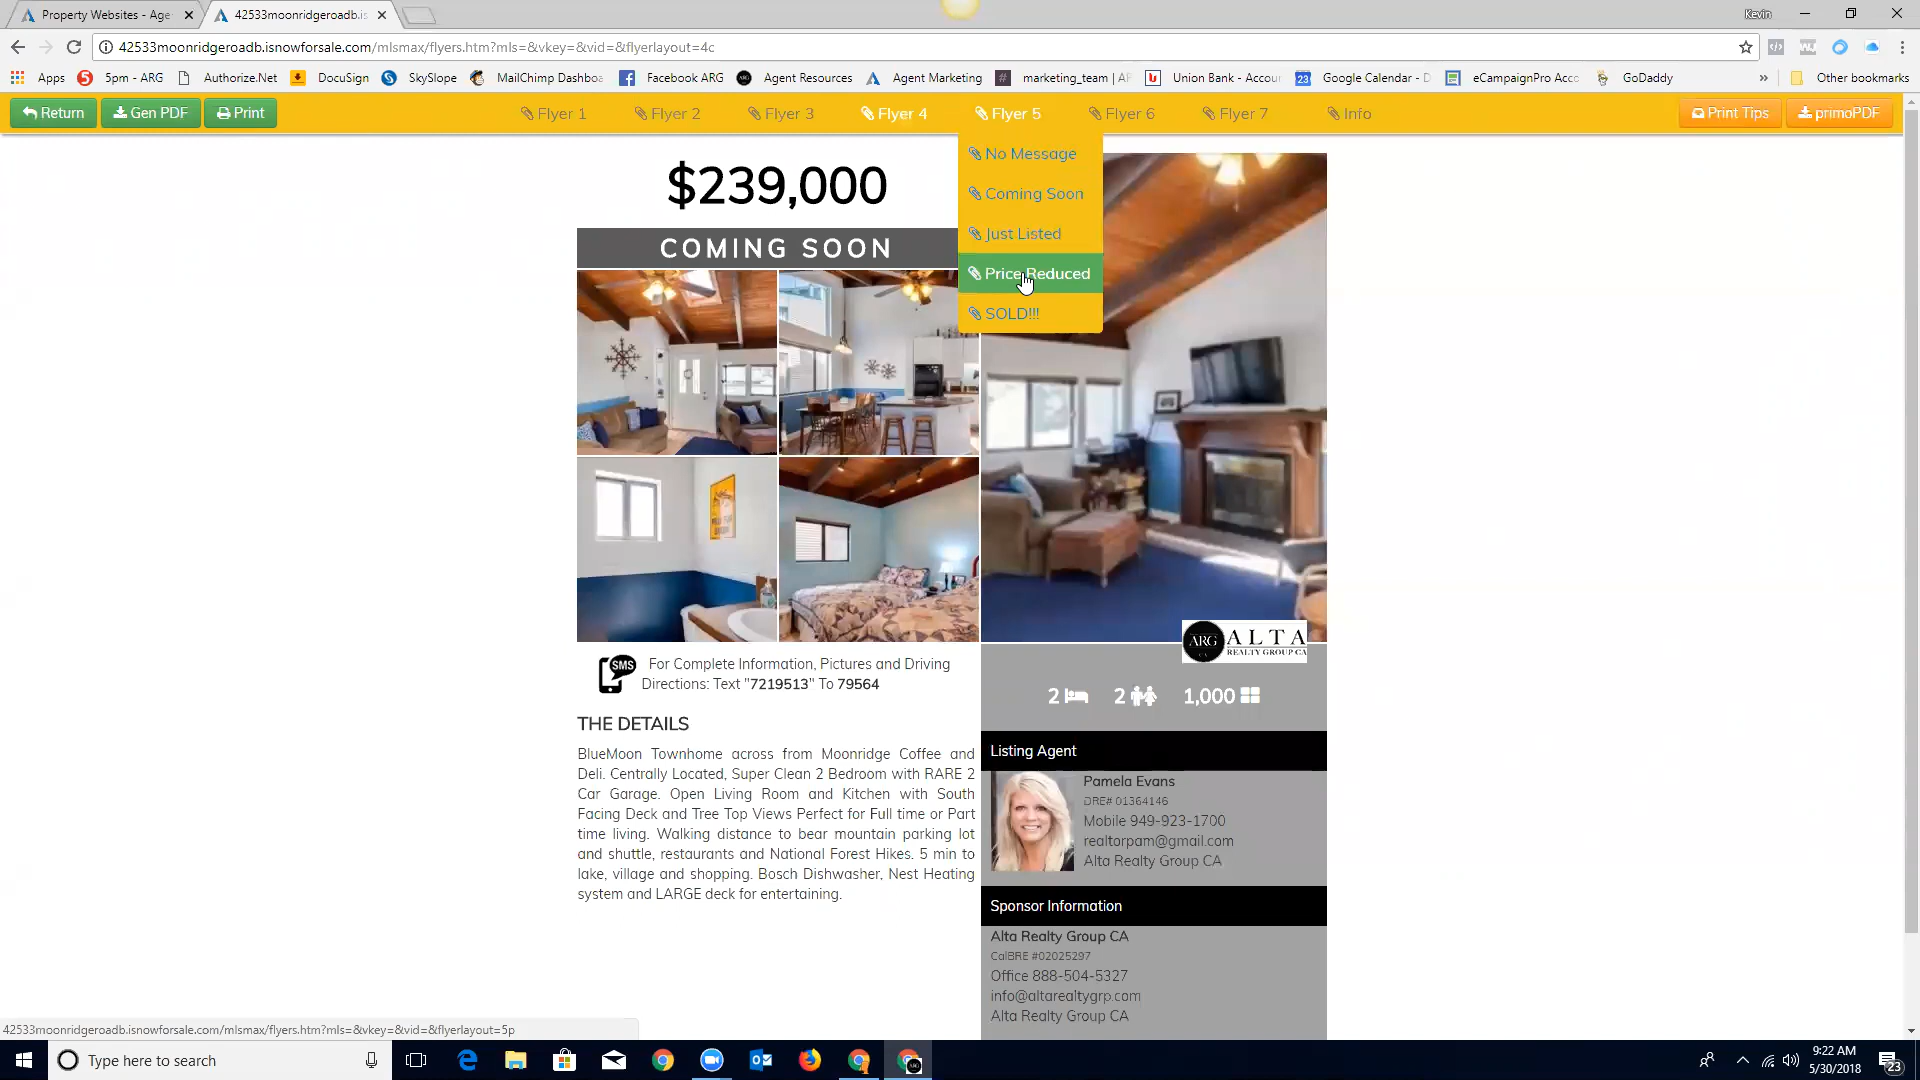 Property Websites - Age
42533moonridgeroadb.is
Kevin
42533moonridgeroadb.isnowforsale.com/mlsmax/flyers.htm?mls=&vkey=&vid=&flyerlayout=4c
Apps
5pm - ARG
Authorize.Net
DocuSign
SkySlope
MailChimp Dashboa
Facebook ARG
Agent Resources
Agent Marketing
marketing_team | AR
Union Bank - Accoun
Google Calendar - D
eCampaignPro Acco
GoDaddy
»
Other bookmarks
Return
Gen PDF
Print
Flyer 1
Flyer 2
Flyer 3
Flyer 4
Flyer 5
Flyer 6
Flyer 7
Info
Print Tips
primoPDF
No Message
Coming Soon
Just Listed
Price Reduced
SOLD!!!
$239,000
COMING SOON
SMS
For Complete Information, Pictures and Driving
Directions: Text "7219513" To 79564
THE DETAILS
BlueMoon Townhome across from Moonridge Coffee and
Deli. Centrally Located, Super Clean 2 Bedroom with RARE 2
Car Garage. Open Living Room and Kitchen with South
Facing Deck and Tree Top Views Perfect for Full time or Part
time living. Walking distance to bear mountain parking lot
and shuttle, restaurants and National Forest Hikes. 5 min to
lake, village and shopping. Bosch Dishwasher, Nest Heating
system and LARGE deck for entertaining.
ARG
ALTA
REALTY GROUP CA
2
2
1,000
Listing Agent
Pamela Evans
DRE# 01364146
Mobile 949-923-1700
realtorpam@gmail.com
Alta Realty Group CA
Sponsor Information
Alta Realty Group CA
CalBRE #02025297
Office 888-504-5327
info@altarealtygrp.com
Alta Realty Group CA
42533moonridgeroadb.isnowforsale.com/mlsmax/flyers.htm?mls=&vkey=&vid=&flyerlayout=5p
Type here to search
9:22 AM
5/30/2018
23